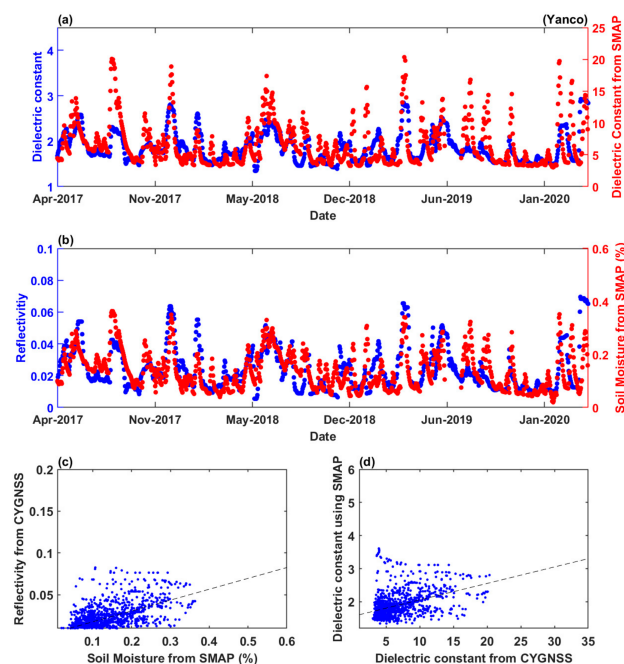 (a) (Yanco)
4
3
2
1
Dielectric constant
25
20
15
10
5
0
Dielectric Constant from SMAP
Apr-2017 Nov-2017 May-2018 Dec-2018 Jun-2019 Jan-2020
Date
(b)
0.1
0.08
0.06
0.04
0.02
0
Reflectivitiy
0.6
0.4
0.2
0
Soil Moisture from SMAP (%)
Apr-2017 Nov-2017 May-2018 Dec-2018 Jun-2019 Jan-2020
Date
(c)
0.2
0.15
0.1
0.05
Reflectivity from CYGNSS
0.1 0.2 0.3 0.4 0.5 0.6
Soil Moisture from SMAP (%)
(d)
6
5
4
3
2
Dielectric constant using SMAP
5 10 15 20 25 30 35
Dielectric constant from CYGNSS